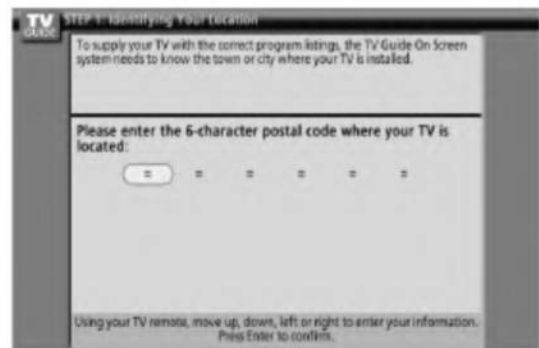 TV GUIDE
STEP 1: Identifying Your Location
To supply your TV with the correct program listings, the TV Guide On Screen
system needs to know the town or city where your TV is installed.
Please enter the 6-character postal code where your TV is
located:
= = = = = =
Using your TV remote, move up, down, left or right to enter your information.
Press Enter to confirm.